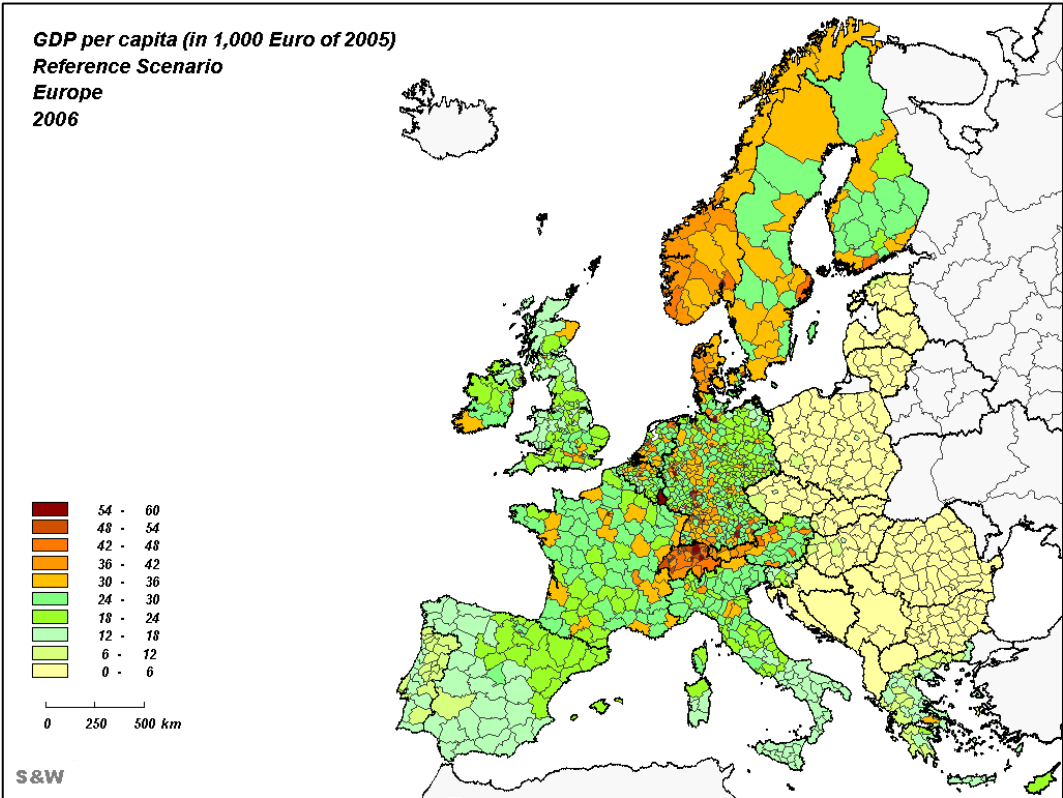 GDP per capita (in 1,000 Euro of 2005)
Reference Scenario
Europe
2006
54 - 60
48 - 54
42 - 48
36 - 42
30 - 36
24 - 30
18 - 24
12 - 18
6 - 12
0 - 6
0 250 500 km
S&W